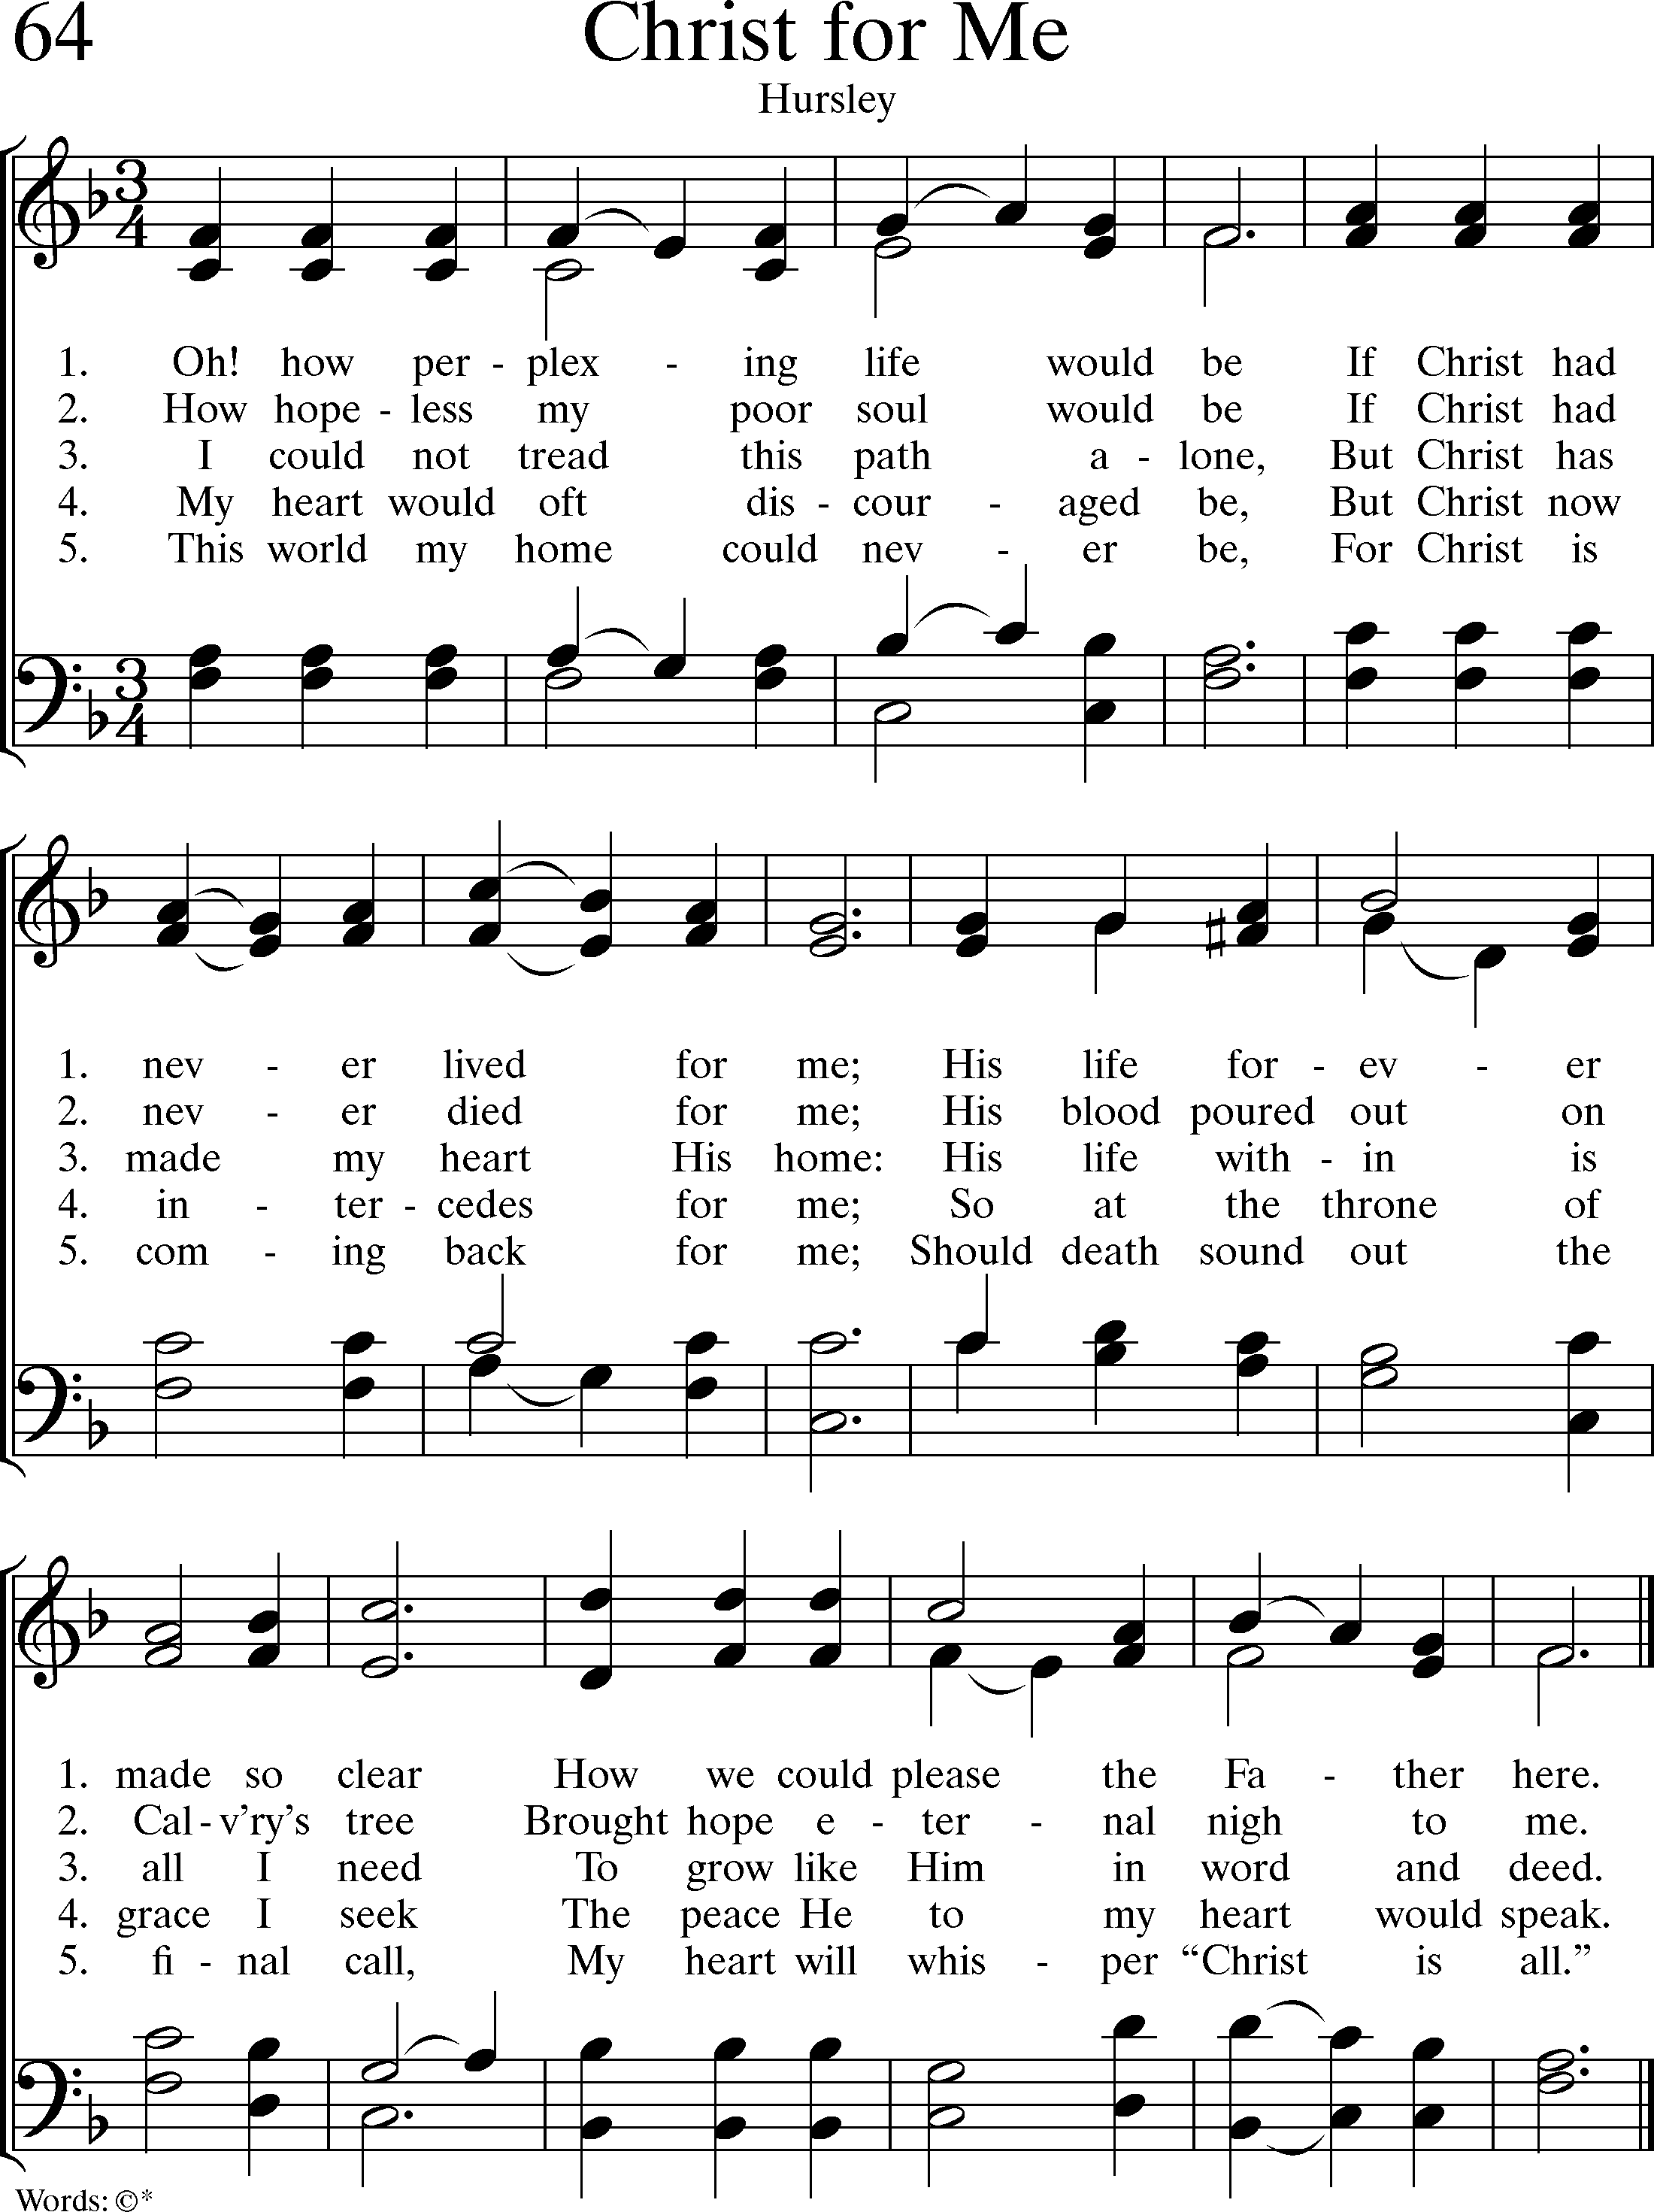 64 Christ for Me
Hursley
1. Oh! how per - plex - ing life would be If Christ had
2. How hope - less my poor soul would be If Christ had
3. I could not tread this path a - lone, But Christ has
4. My heart would oft dis - cour - aged be, But Christ now
5. This world my home could nev - er be, For Christ is
1. nev - er lived for me; His life for - ev - er
2. nev - er died for me; His blood poured out on
3. made my heart His home: His life with - in is
4. in - ter - cedes for me; So at the throne of
5. com - ing back for me; Should death sound out the
1. made so clear How we could please the Fa - ther here.
2. Cal - v’ry’s tree Brought hope e - ter - nal nigh to me.
3. all I need To grow like Him in word and deed.
4. grace I seek The peace He to my heart would speak.
5. fi - nal call, My heart will whis - per “Christ is all.”
Words: ©*